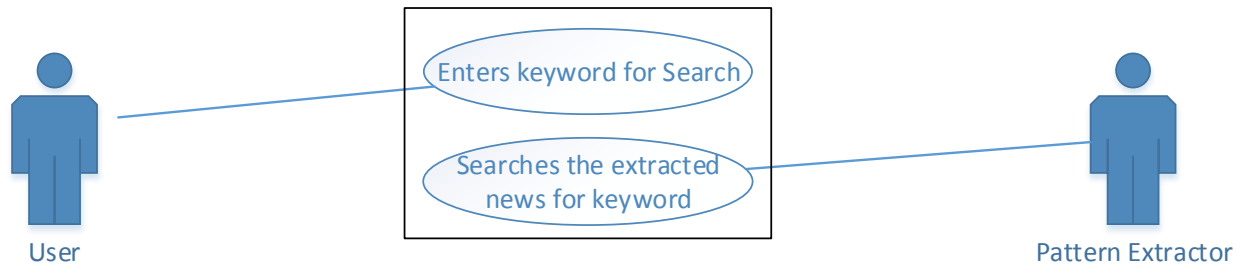 Enters keyword for Search
Searches the extracted
news for keyword
User
Pattern Extractor